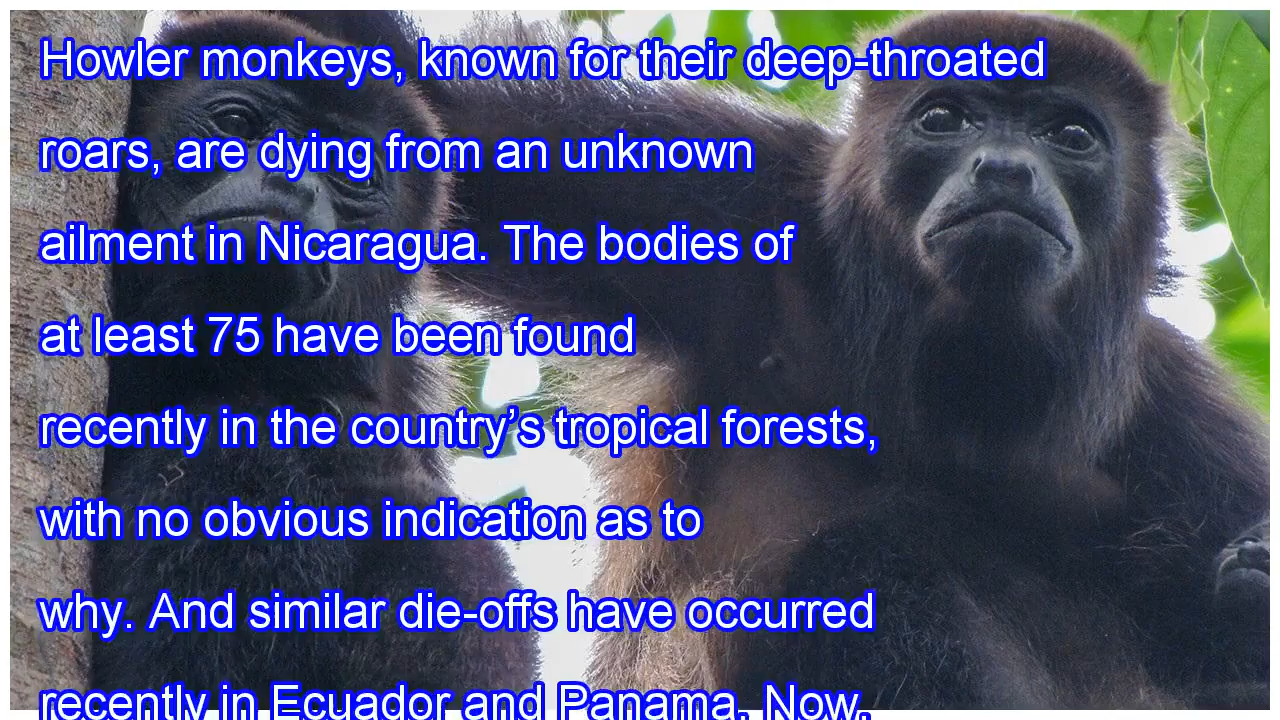 Howler monkeys, known for their deep-throated
roars, are dying from an unknown
ailment in Nicaragua. The bodies of
at least 75 have been found
recently in the country’s tropical forests,
with no obvious indication as to
why. And similar die-offs have occurred
recently in Ecuador and Panama. Now,